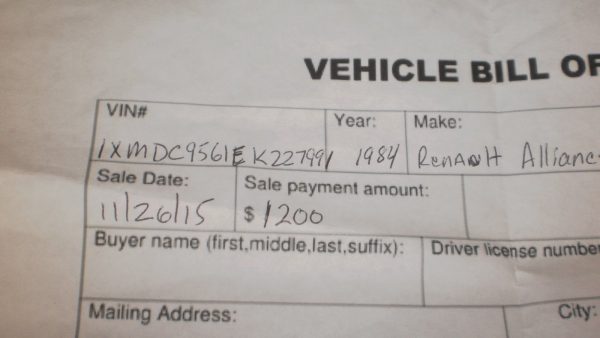 VEHICLE BILL OF
VIN# Year: Make:
1XMDC9561EK227991 1984 Renault Alliance
Sale Date: Sale payment amount:
11/26/15 $1200
Buyer name (first,middle,last,suffix): Driver license number
Mailing Address: City: